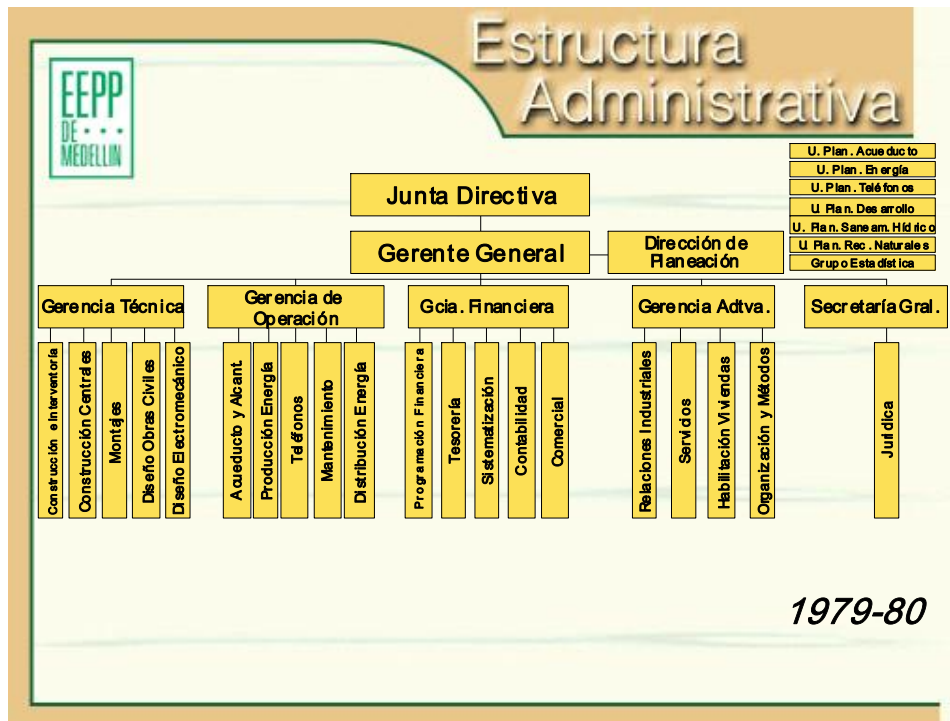 Estructura
Administrativa
EEPP
DE
MEDELLIN
U. Plan. Acueducto
U. Plan. Energía
U. Plan. Teléfonos
U. Plan. Desarrollo
U. Plan. Saneam. Hídrico
U. Plan. Rec. Naturales
Grupo Estadística
Junta Directiva
Gerente General
Dirección de
Planeación
Gerencia Técnica
Gerencia de
Operación
Gcia. Financiera
Gerencia Adtva.
Secretaría Gral.
Construcción e Interventoría
Construcción Centrales
Montajes
Diseño Obras Civiles
Diseño Electromecánico
Acueducto y Alcant.
Producción Energía
Teléfonos
Mantenimiento
Distribución Energía
Programación Financiera
Tesorería
Sistematización
Contabilidad
Comercial
Relaciones Industriales
Servicios
Habilitación Viviendas
Organización y Métodos
Jurídica
1979-80